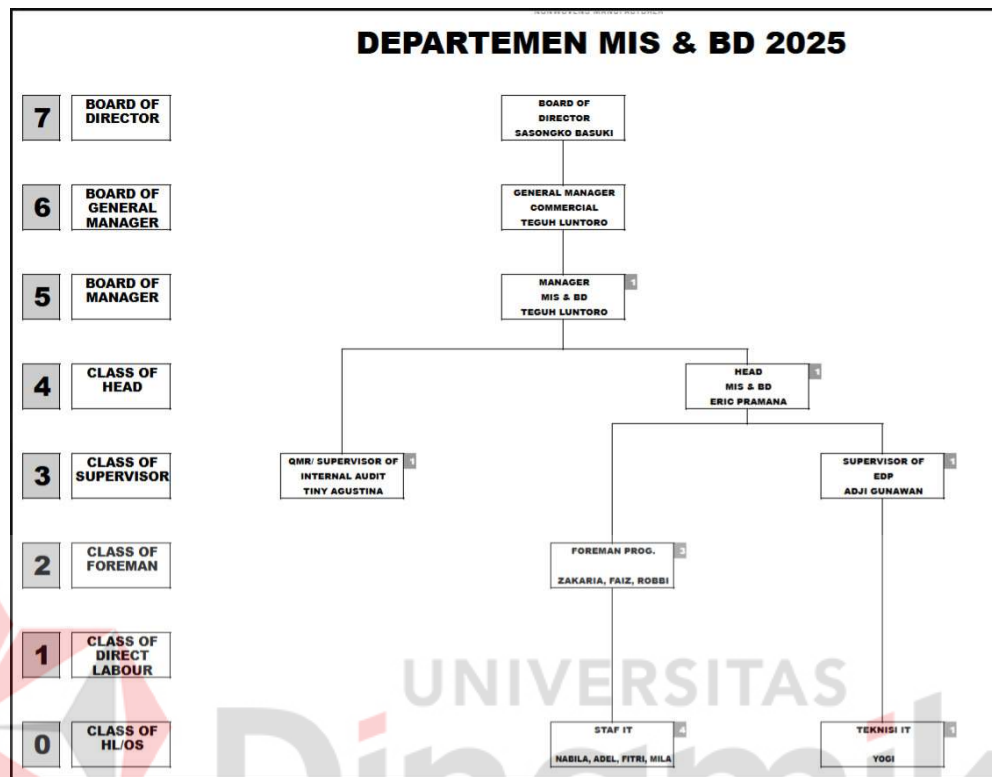 DEPARTEMEN MIS & BD 2025
7
BOARD OF
DIRECTOR
BOARD OF
DIRECTOR
SASONGKO BASUKI
6
BOARD OF
GENERAL
MANAGER
GENERAL MANAGER
COMMERCIAL
TEGUH LUNTORO
5
BOARD OF
MANAGER
MANAGER
MIS & BD
TEGUH LUNTORO
1
4
CLASS OF
HEAD
HEAD
MIS & BD
ERIC PRAMANA
1
3
CLASS OF
SUPERVISOR
QMR/ SUPERVISOR OF
INTERNAL AUDIT
TINY AGUSTINA
1
SUPERVISOR OF
EDP
ADJI GUNAWAN
1
2
CLASS OF
FOREMAN
FOREMAN PROG.
ZAKARIA, FAIZ, ROBBI
3
1
CLASS OF
DIRECT
LABOUR
UNIVERSITAS
0
CLASS OF
HL/OS
STAF IT
NABILA, ADEL, FITRI, MILA
4
TEKNISI IT
YOGI
1